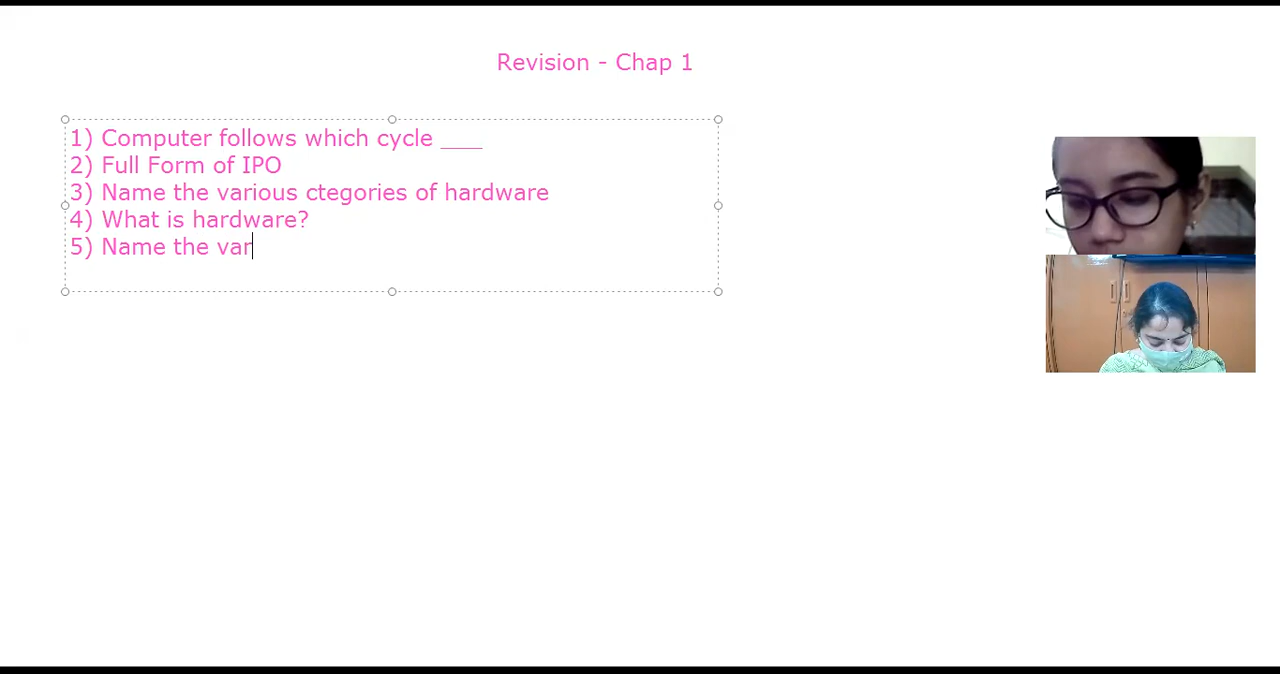 Revision - Chap 1
1) Computer follows which cycle ___
2) Full Form of IPO
3) Name the various ctegories of hardware
4) What is hardware?
5) Name the var